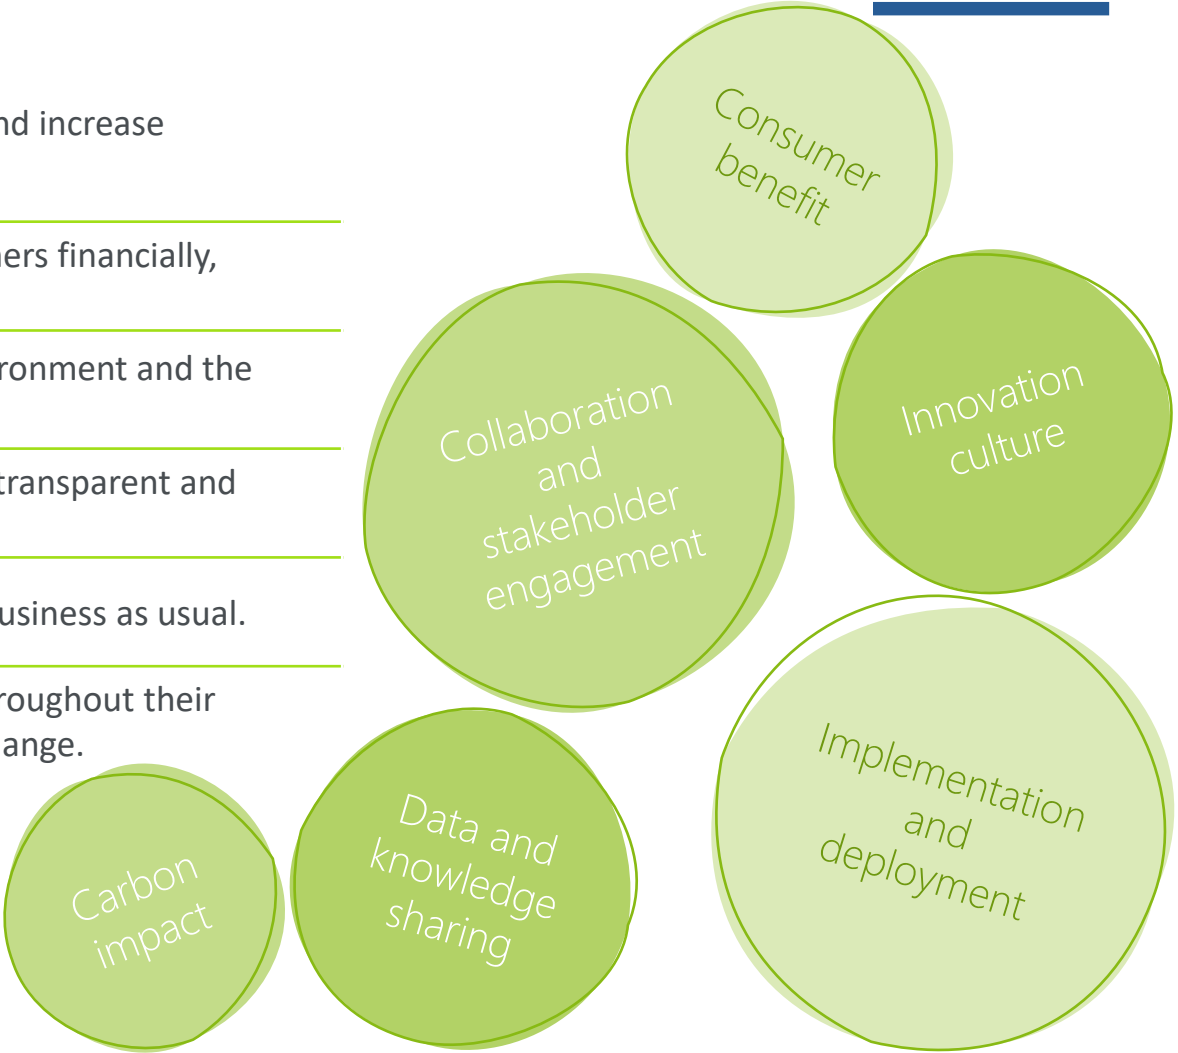 nd increase
ers financially,
ronment and the
transparent and
usiness as usual.
roughout their
ange.
Consumer
benefit
Innovation
culture
Collaboration
and
stakeholder
engagement
Implementation
and
deployment
Data and
knowledge
sharing
Carbon
impact